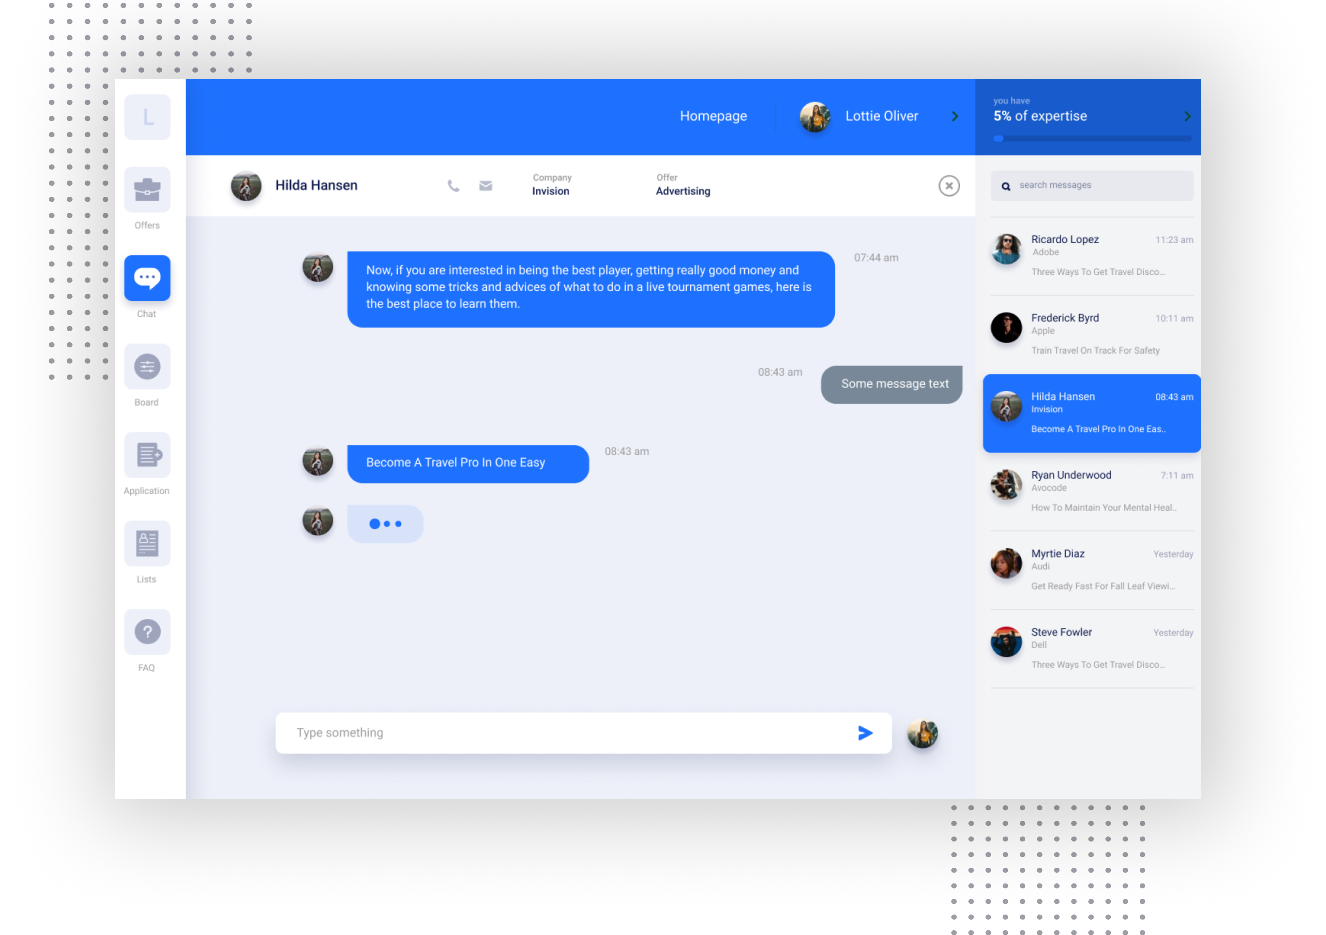 L
Offers
Chat
Board
Application
Lists
FAQ
Homepage
Lottie Oliver
you have
5% of expertise
Hilda Hansen
Company
Invision
Offer
Advertising
Now, if you are interested in being the best player, getting really good money and
knowing some tricks and advices of what to do in a live tournament games, here is
the best place to learn them.
07:44 am
08:43 am
Some message text
Become A Travel Pro In One Easy
08:43 am
Type something
search messages
Ricardo Lopez
11:23 am
Adobe
Three Ways To Get Travel Disco...
Frederick Byrd
10:11 am
Apple
Train Travel On Track For Safety
Hilda Hansen
08:43 am
Invision
Become A Travel Pro In One Eas..
Ryan Underwood
7:11 am
Avocode
How To Maintain Your Mental Heal..
Myrtie Diaz
Yesterday
Audi
Get Ready Fast For Fall Leaf Viewi...
Steve Fowler
Yesterday
Dell
Three Ways To Get Travel Disco...